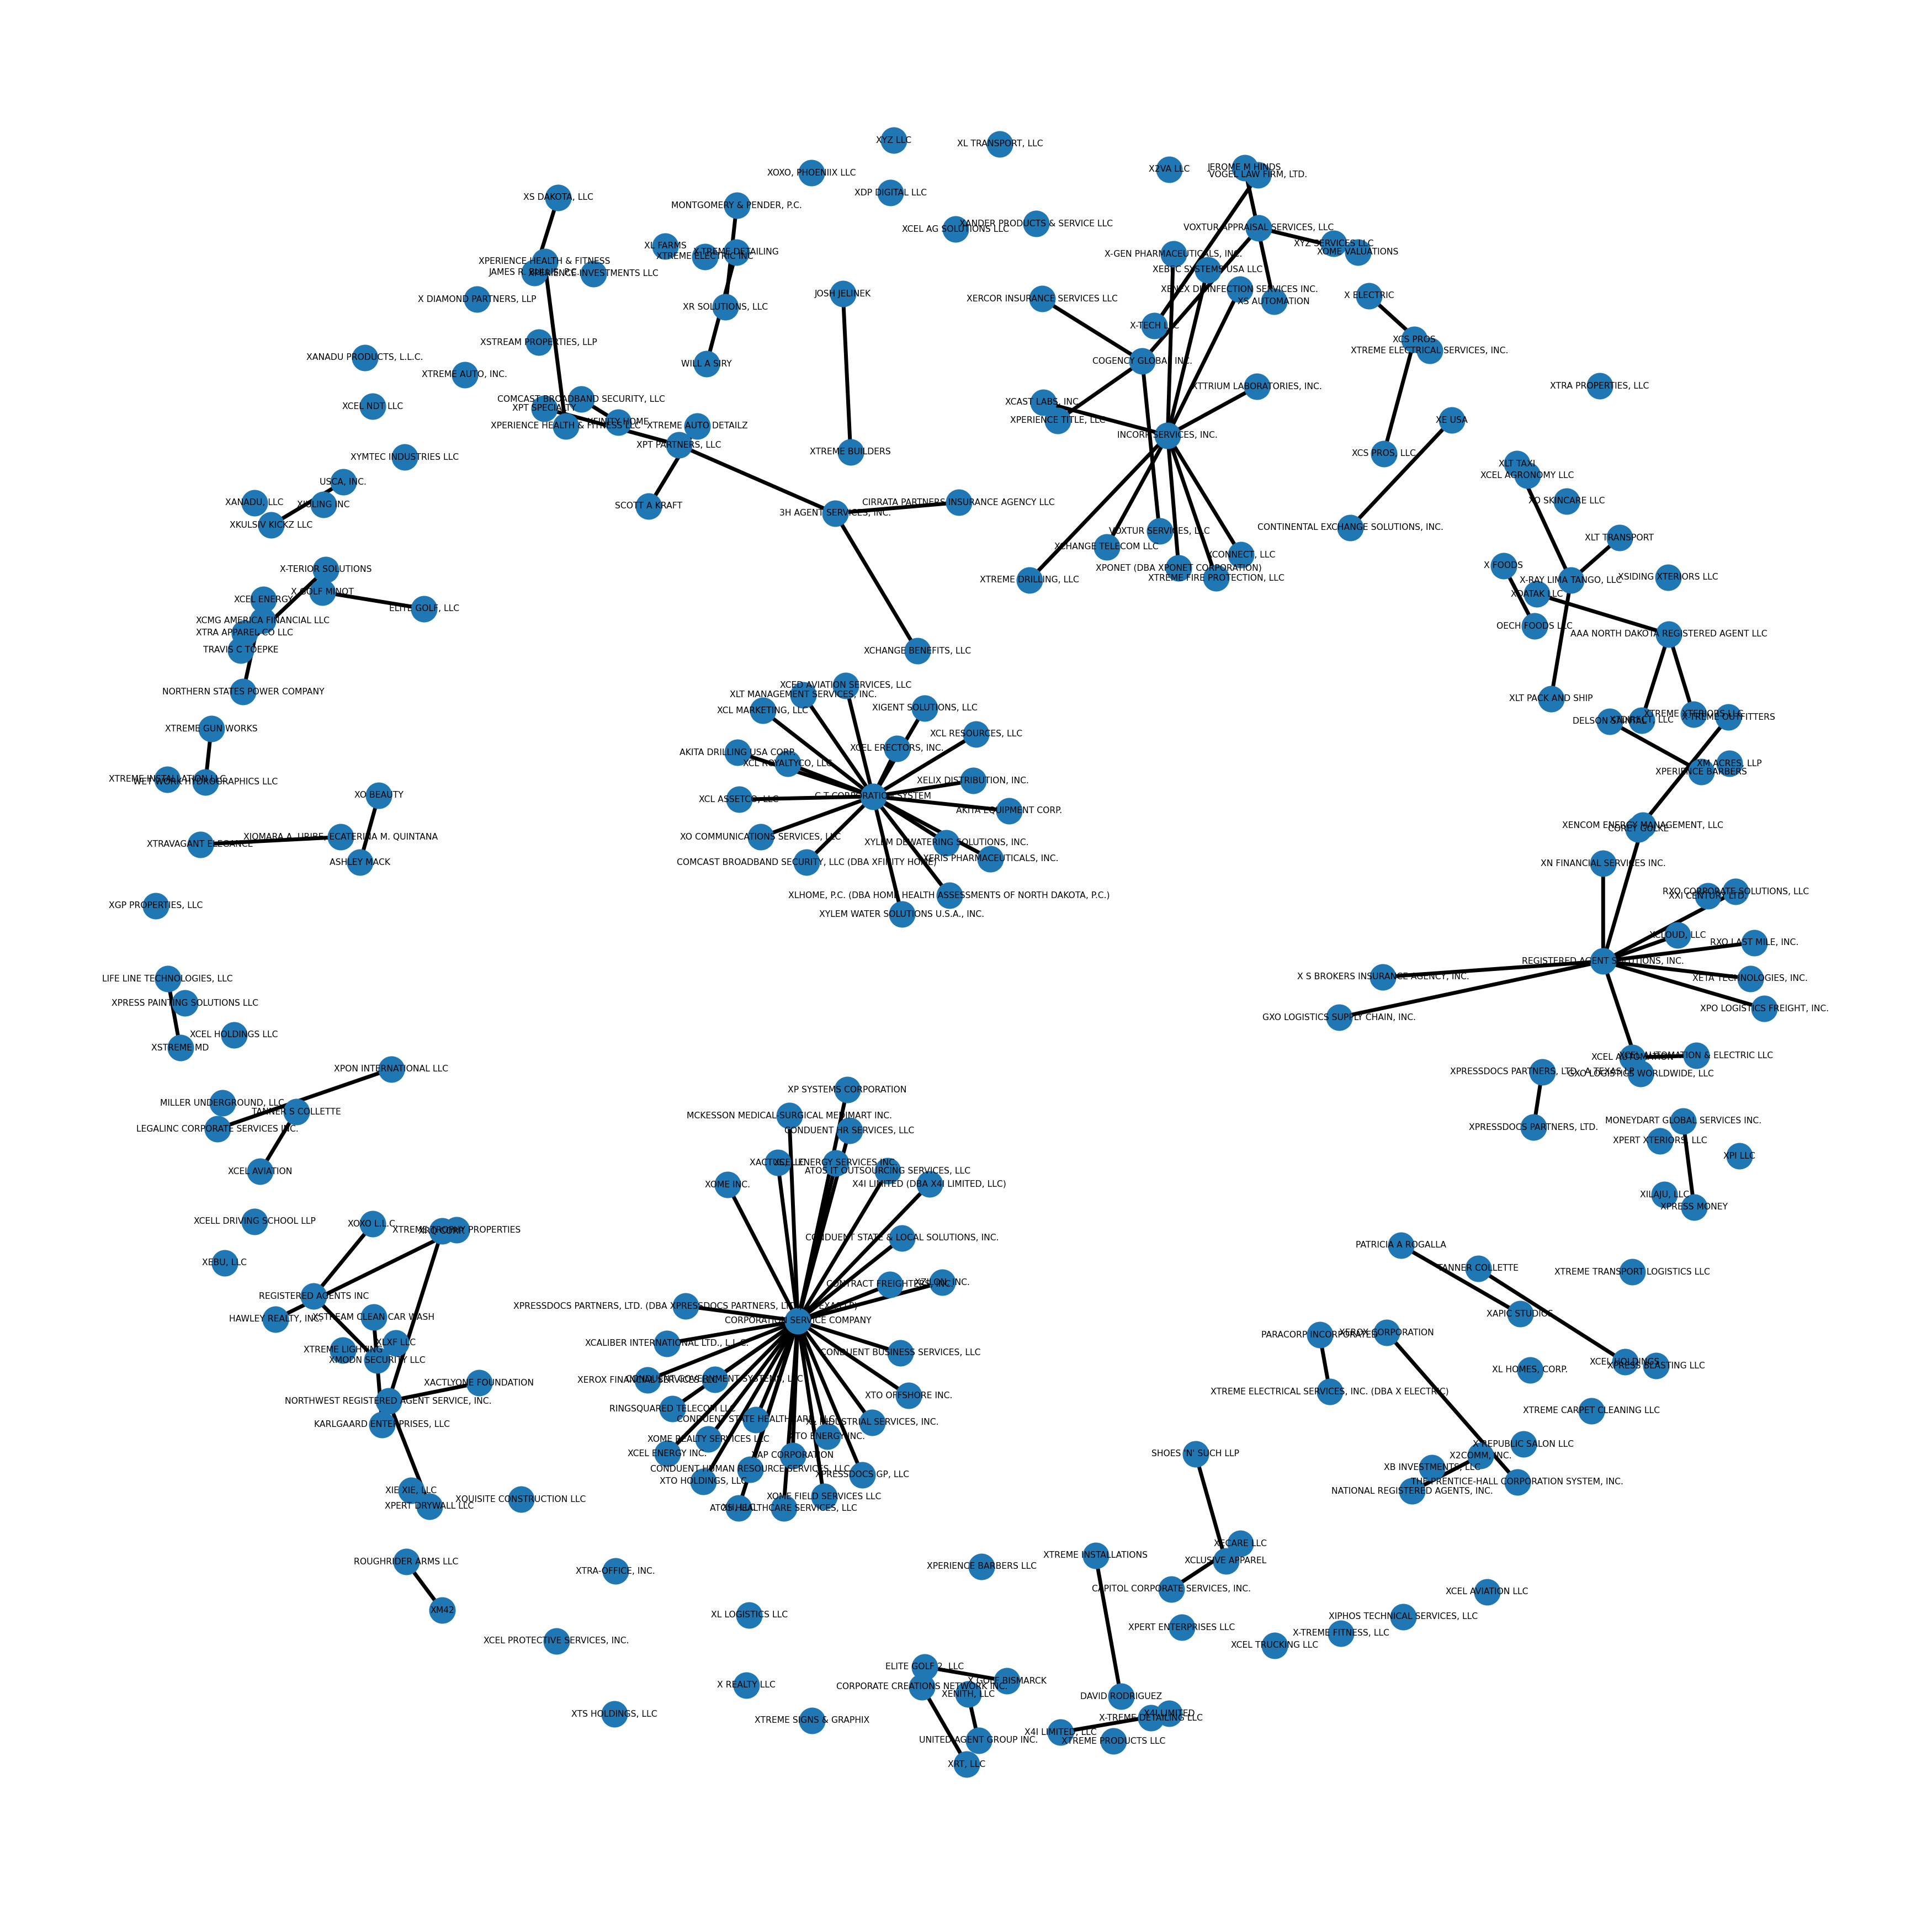 XYZ LLC
XL TRANSPORT, LLC
XOXO, PHOENIIX LLC
X2VA LLC
JEROME M HINDS
VOGEL LAW FIRM, LTD.
XDP DIGITAL LLC
XS DAKOTA, LLC
MONTGOMERY & PENDER, P.C.
XCEL AG SOLUTIONS LLC
XANDER PRODUCTS & SERVICE LLC
VOXTUR APPRAISAL SERVICES, LLC
XYZ SERVICES LLC
XOME VALUATIONS
XL FARMS
X-TREME DETAILING
XTREME ELECTRIC INC
X-GEN PHARMACEUTICALS, INC.
XPERIENCE HEALTH & FITNESS
XEBEC SYSTEMS USA LLC
XENEX DISINFECTION SERVICES INC.
XS AUTOMATION
X DIAMOND PARTNERS, LLP
XR SOLUTIONS, LLC
JOSH JELINEK
XERCOR INSURANCE SERVICES LLC
X ELECTRIC
X-TECH LLC
XCS PROS
XTREME ELECTRICAL SERVICES, INC.
XSTREAM PROPERTIES, LLP
XANADU PRODUCTS, L.L.C.
WILL A SIRY
COGENCY GLOBAL INC.
XTREME AUTO, INC.
XTTRIUM LABORATORIES, INC.
XTRA PROPERTIES, LLC
COMCAST BROADBAND SECURITY, LLC
XCEL NDT LLC
XPT SPECIALTY
XCAST LABS, INC.
XPERIENCE TITLE, LLC
XE USA
XFINITY HOME
XPERIENCE HEALTH & FITNESS LLC
XTREME AUTO DETAILZ
XPT PARTNERS, LLC
INCORP SERVICES, INC.
XTREME BUILDERS
XCS PROS, LLC
XYMTEC INDUSTRIES LLC
XLT TAXI
XCEL AGRONOMY LLC
USCA, INC.
XANADU, LLC
XISLING INC
XKULSIV KICKZ LLC
SCOTT A KRAFT
CIRRATA PARTNERS INSURANCE AGENCY LLC
3H AGENT SERVICES, INC.
XO SKINCARE LLC
CONTINENTAL EXCHANGE SOLUTIONS, INC.
VOXTUR SERVICES, LLC
XCHANGE TELECOM LLC
XCONNECT, LLC
XLT TRANSPORT
X-TERIOR SOLUTIONS
XPONET (DBA XPONET CORPORATION)
XTREME FIRE PROTECTION, LLC
XTREME DRILLING, LLC
X FOODS
X-RAY LIMA TANGO, LLC
XSIDING XTERIORS LLC
XDATAK LLC
X GOLF MINOT
XCEL ENERGY
ELITE GOLF, LLC
XCMG AMERICA FINANCIAL LLC
XTRA APPAREL CO LLC
OECH FOODS LLC
AAA NORTH DAKOTA REGISTERED AGENT LLC
TRAVIS C TOEPKE
XCHANGE BENEFITS, LLC
NORTHERN STATES POWER COMPANY
XCED AVIATION SERVICES, LLC
XLT MANAGEMENT SERVICES, INC.
XCL MARKETING, LLC
XIGENT SOLUTIONS, LLC
XLT PACK AND SHIP
DELSON SANTAL
XTREME XTERIORS LLC
X-TREME OUTFITTERS
XTREME GUN WORKS
XCL RESOURCES, LLC
AKITA DRILLING USA CORP.
XCEL ERECTORS, INC.
XCL ROYALTYCO, LLC
XM ACRES, LLP
XPERIENCE BARBERS
XTREME INSTALLATION LLC
WET WORK HYDROGRAPHICS LLC
XELIX DISTRIBUTION, INC.
XO BEAUTY
C T CORPORATION SYSTEM
XCL ASSETCO, LLC
AKITA EQUIPMENT CORP.
XENCOM ENERGY MANAGEMENT, LLC
COREY GULKE
XIOMARA A. URIBE, ECATERINA M. QUINTANA
XTRAVAGANT ELEGANCE
XO COMMUNICATIONS SERVICES, LLC
XYLEM DEWATERING SOLUTIONS, INC.
XERIS PHARMACEUTICALS, INC.
ASHLEY MACK
COMCAST BROADBAND SECURITY, LLC (DBA XFINITY HOME)
XN FINANCIAL SERVICES INC.
XLHOME, P.C. (DBA HOME HEALTH ASSESSMENTS OF NORTH DAKOTA, P.C.)
RXO CORPORATE SOLUTIONS, LLC
XXI CENTURY, LTD.
XGP PROPERTIES, LLC
XYLEM WATER SOLUTIONS U.S.A., INC.
XCLOUD, LLC
RXO LAST MILE, INC.
REGISTERED AGENT SOLUTIONS, INC.
X S BROKERS INSURANCE AGENCY, INC.
XETA TECHNOLOGIES, INC.
LIFE LINE TECHNOLOGIES, LLC
XPRESS PAINTING SOLUTIONS LLC
GXO LOGISTICS SUPPLY CHAIN, INC.
XPO LOGISTICS FREIGHT, INC.
XCEL HOLDINGS LLC
XSTREME MD
XCEL AUTOMATION
XCEL AUTOMATION & ELECTRIC LLC
XPON INTERNATIONAL LLC
XPRESSDOCS PARTNERS, LTD., A TEXAS LP
GXO LOGISTICS WORLDWIDE, LLC
XP SYSTEMS CORPORATION
MILLER UNDERGROUND, LLC
TANNER S COLLETTE
MCKESSON MEDICAL-SURGICAL MEDIMART INC.
MONEYDART GLOBAL SERVICES INC.
LEGALINC CORPORATE SERVICES INC.
CONDUENT HR SERVICES, LLC
XPRESSDOCS PARTNERS, LTD.
XPERT XTERIORS, LLC
XPI LLC
XCEL AVIATION
XACTUS, LLC
XCEL ENERGY SERVICES INC.
ATOS IT OUTSOURCING SERVICES, LLC
XOME INC.
X4I LIMITED (DBA X4I LIMITED, LLC)
XILAJU, LLC
XPRESS MONEY
XCELL DRIVING SCHOOL LLP
XOXO L.L.C.
XTREME TROPHY PROPERTIES
CONDUENT STATE & LOCAL SOLUTIONS, INC.
PATRICIA A ROGALLA
XEBU, LLC
TANNER COLLETTE
XTREME TRANSPORT LOGISTICS LLC
CONTRACT FREIGHTERS, INC.
XZILON, INC.
REGISTERED AGENTS INC
XPRESSDOCS PARTNERS, LTD. (DBA XPRESSDOCS PARTNERS, LTD., A TEXAS LP)
XAPIC STUDIOS
HAWLEY REALTY, INC.
XSTREAM CLEAN CAR WASH
CORPORATION SERVICE COMPANY
PARACORP INCORPORATED
XEROX CORPORATION
XCALIBER INTERNATIONAL LTD., L.L.C.
XLXF LLC
XTREME LIGHTING
XMODN SECURITY LLC
CONDUENT BUSINESS SERVICES, LLC
XCEL HOLDINGS
XPRESS BLASTING LLC
XL HOMES, CORP.
XACTLYONE FOUNDATION
XEROX FINANCIAL SERVICES LLC
CONDUENT GOVERNMENT SYSTEMS, LLC
XTREME ELECTRICAL SERVICES, INC. (DBA X ELECTRIC)
XTO OFFSHORE INC.
NORTHWEST REGISTERED AGENT SERVICE, INC.
RINGSQUARED TELECOM LLC
XTREME CARPET CLEANING LLC
KARLGAARD ENTERPRISES, LLC
CONDUENT STATE HEALTHCARE, LLC
XL INDUSTRIAL SERVICES, INC.
XOME REALTY SERVICES LLC
XTO ENERGY INC.
X-REPUBLIC SALON LLC
XCEL ENERGY INC.
XAP CORPORATION
SHOES 'N' SUCH LLP
X2COMM, INC.
XB INVESTMENTS, LLC
CONDUENT HUMAN RESOURCE SERVICES, LLC
XPRESSDOCS GP, LLC
XTO HOLDINGS, LLC
THE PRENTICE-HALL CORPORATION SYSTEM, INC.
NATIONAL REGISTERED AGENTS, INC.
XIE XIE, LLC
XPERT DRYWALL LLC
XQUISITE CONSTRUCTION LLC
XOME FIELD SERVICES LLC
ATOS HEALTHCARE SERVICES, LLC
XECARE LLC
XTREME INSTALLATIONS
XCLUSIVE APPAREL
ROUGHRIDER ARMS LLC
XTRA-OFFICE, INC.
XPERIENCE BARBERS LLC
CAPITOL CORPORATE SERVICES, INC.
XCEL AVIATION LLC
XM42
XL LOGISTICS LLC
XIPHOS TECHNICAL SERVICES, LLC
XPERT ENTERPRISES LLC
X-TREME FITNESS, LLC
XCEL PROTECTIVE SERVICES, INC.
XCEL TRUCKING LLC
ELITE GOLF 2, LLC
X GOLF BISMARCK
X REALTY LLC
CORPORATE CREATIONS NETWORK INC.
XENITH, LLC
DAVID RODRIGUEZ
XTS HOLDINGS, LLC
XTREME SIGNS & GRAPHIX
X4I LIMITED
X-TREME DETAILING LLC
X4I LIMITED, LLC
UNITED AGENT GROUP INC.
XTREME PRODUCTS LLC
XRT, LLC